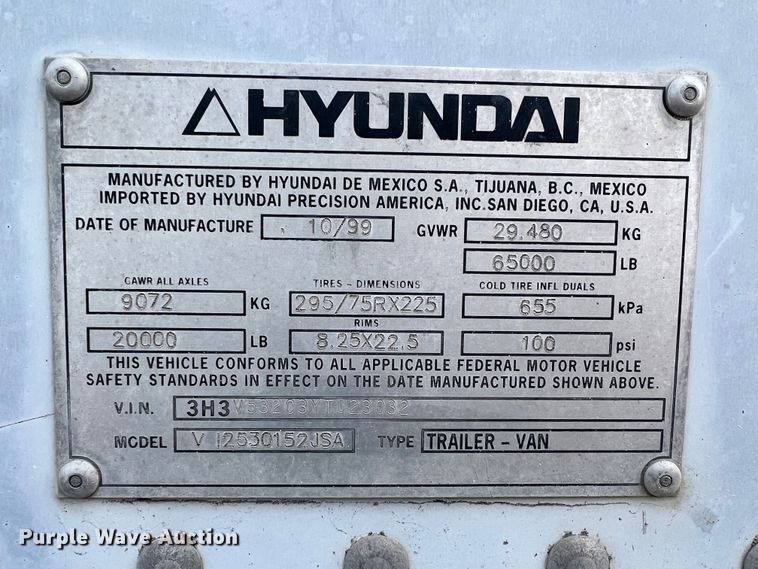 HYUNDAI
MANUFACTURED BY HYUNDAI DE MEXICO S.A., TIJUANA, B.C., MEXICO
IMPORTED BY HYUNDAI PRECISION AMERICA, INC.SAN DIEGO, CA, U.S.A.
DATE OF MANUFACTURE 10/99 GVWR 29.480 KG
65000 LB
GAWR ALL AXLES TIRES - DIMENSIONS COLD TIRE INFL DUALS
9072 KG 295/75RX225 655 kPa
RIMS
20000 LB 8.25X22.5 100 psi
THIS VEHICLE CONFORMS TO ALL APPLICABLE FEDERAL MOTOR VEHICLE
SAFETY STANDARDS IN EFFECT ON THE DATE MANUFACTURED SHOWN ABOVE.
V.I.N. 3H3V532C3YT123032
MODEL V I2530152JSA TYPE TRAILER - VAN
Purple Wave Auction